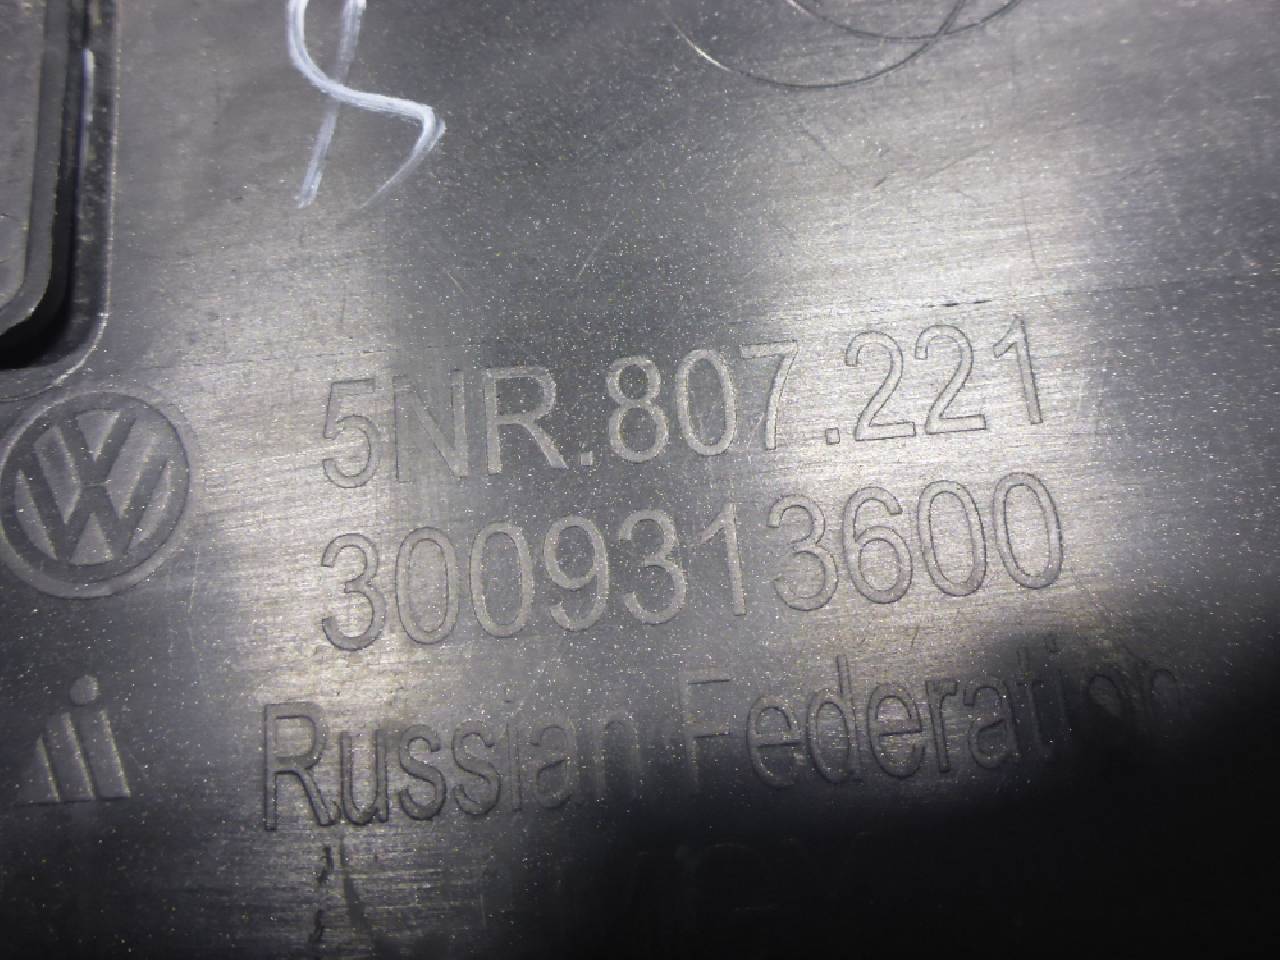 5NR.807.221
3009313600
Russian Federation